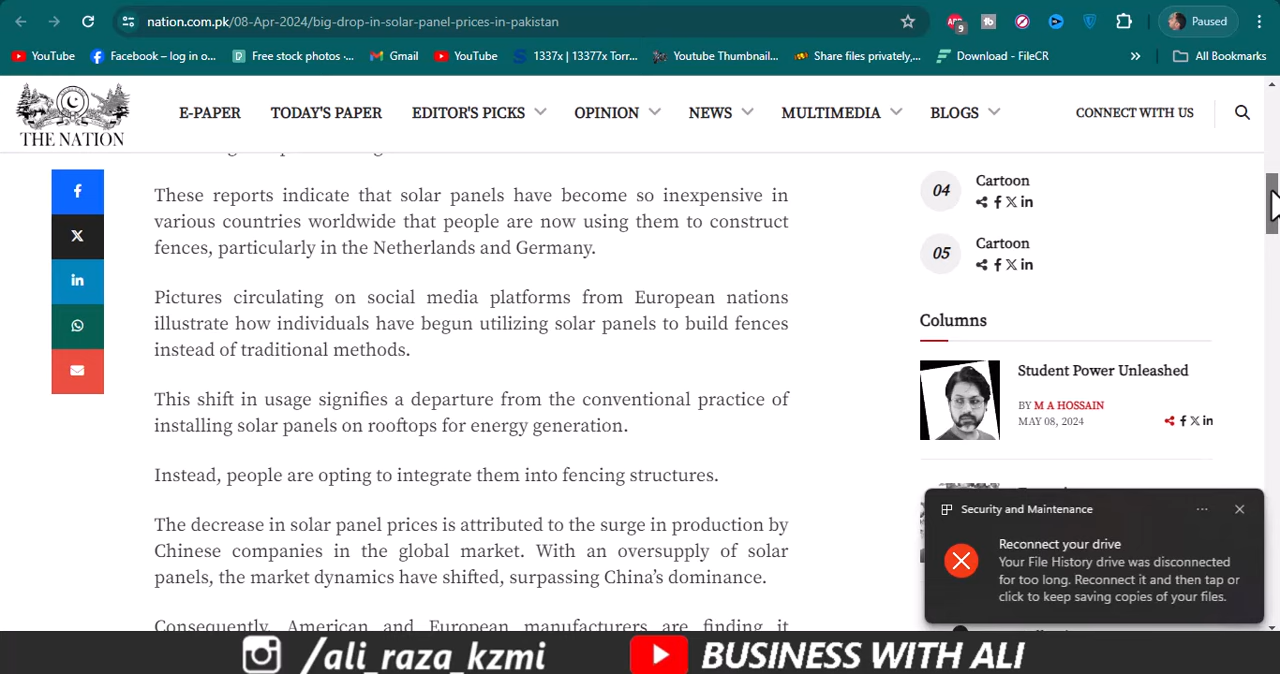 nation.com.pk/08-Apr-2024/big-drop-in-solar-panel-prices-in-pakistan
9
Paused
YouTube
Facebook – log in o...
Free stock photos ·...
Gmail
YouTube
1337x | 13377x Torr...
Youtube Thumbnail...
Share files privately,...
Download - FileCR
»
All Bookmarks
THE NATION
E-PAPER
TODAY'S PAPER
EDITOR'S PICKS
OPINION
NEWS
MULTIMEDIA
BLOGS
CONNECT WITH US
These reports indicate that solar panels have become so inexpensive in
various countries worldwide that people are now using them to construct
fences, particularly in the Netherlands and Germany.
Pictures circulating on social media platforms from European nations
illustrate how individuals have begun utilizing solar panels to build fences
instead of traditional methods.
This shift in usage signifies a departure from the conventional practice of
installing solar panels on rooftops for energy generation.
Instead, people are opting to integrate them into fencing structures.
The decrease in solar panel prices is attributed to the surge in production by
Chinese companies in the global market. With an oversupply of solar
panels, the market dynamics have shifted, surpassing China's dominance.
Consequently, American and European manufacturers are finding it
04
Cartoon
05
Cartoon
Columns
Student Power Unleashed
BY M A HOSSAIN
MAY 08, 2024
Security and Maintenance
Reconnect your drive
Your File History drive was disconnected
for too long. Reconnect it and then tap or
click to keep saving copies of your files.
/ali_raza_kzmi
BUSINESS WITH ALI